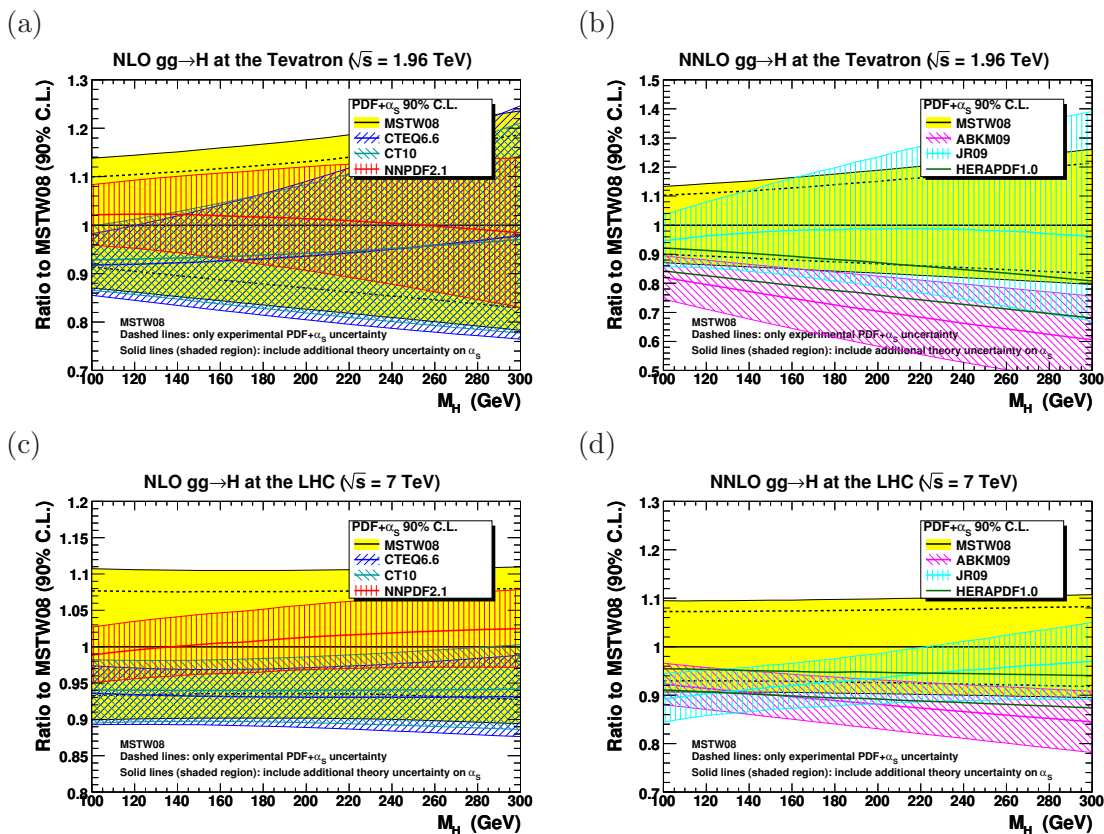 (a)
NLO gg→H at the Tevatron (√s = 1.96 TeV)
Ratio to MSTW08 (90% C.L.)
1.3
1.2
1.1
1
0.9
0.8
0.7
PDF+αS 90% C.L.
MSTW08
CTEQ6.6
CT10
NNPDF2.1
MSTW08
Dashed lines: only experimental PDF+αS uncertainty
Solid lines (shaded region): include additional theory uncertainty on αS
100 120 140 160 180 200 220 240 260 280 300
MH (GeV)
(b)
NNLO gg→H at the Tevatron (√s = 1.96 TeV)
Ratio to MSTW08 (90% C.L.)
1.5
1.4
1.3
1.2
1.1
1
0.9
0.8
0.7
0.6
0.5
PDF+αS 90% C.L.
MSTW08
ABKM09
JR09
HERAPDF1.0
MSTW08
Dashed lines: only experimental PDF+αS uncertainty
Solid lines (shaded region): include additional theory uncertainty on αS
100 120 140 160 180 200 220 240 260 280 300
MH (GeV)
(c)
NLO gg→H at the LHC (√s = 7 TeV)
Ratio to MSTW08 (90% C.L.)
1.2
1.15
1.1
1.05
1
0.95
0.9
0.85
0.8
PDF+αS 90% C.L.
MSTW08
CTEQ6.6
CT10
NNPDF2.1
MSTW08
Dashed lines: only experimental PDF+αS uncertainty
Solid lines (shaded region): include additional theory uncertainty on αS
100 120 140 160 180 200 220 240 260 280 300
MH (GeV)
(d)
NNLO gg→H at the LHC (√s = 7 TeV)
Ratio to MSTW08 (90% C.L.)
1.3
1.2
1.1
1
0.9
0.8
0.7
PDF+αS 90% C.L.
MSTW08
ABKM09
JR09
HERAPDF1.0
MSTW08
Dashed lines: only experimental PDF+αS uncertainty
Solid lines (shaded region): include additional theory uncertainty on αS
100 120 140 160 180 200 220 240 260 280 300
MH (GeV)